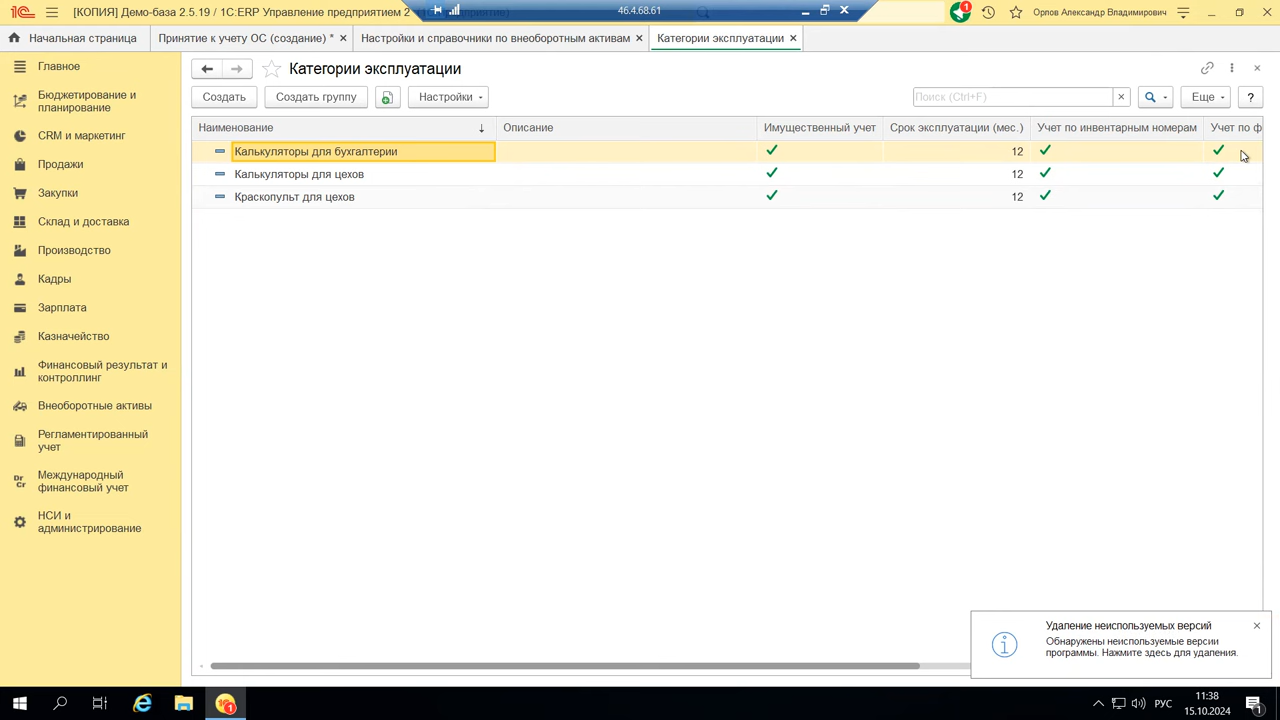 [КОПИЯ] Демо-база 2.5.19 / 1С:ERP Управление предприятием 2
46.4.68.61
1
Орлов Александр Владимирович
Начальная страница
Принятие к учету ОС (создание) *
Настройки и справочники по внеоборотным активам
Категории эксплуатации
Главное
Бюджетирование и
планирование
CRM и маркетинг
Продажи
Закупки
Склад и доставка
Производство
Кадры
Зарплата
Казначейство
Финансовый результат и
контроллинг
Внеоборотные активы
Регламентированный
учет
Международный
финансовый учет
НСИ и
администрирование
Категории эксплуатации
Создать
Создать группу
Настройки
Поиск (Ctrl+F)
Еще
?
Наименование
Описание
Имущественный учет
Срок эксплуатации (мес.)
Учет по инвентарным номерам
Учет по ф
Калькуляторы для бухгалтерии
12
Калькуляторы для цехов
12
Краскопульт для цехов
12
Удаление неиспользуемых версий
Обнаружены неиспользуемые версии
программы. Нажмите здесь для удаления.
РУС
11:38
15.10.2024
1